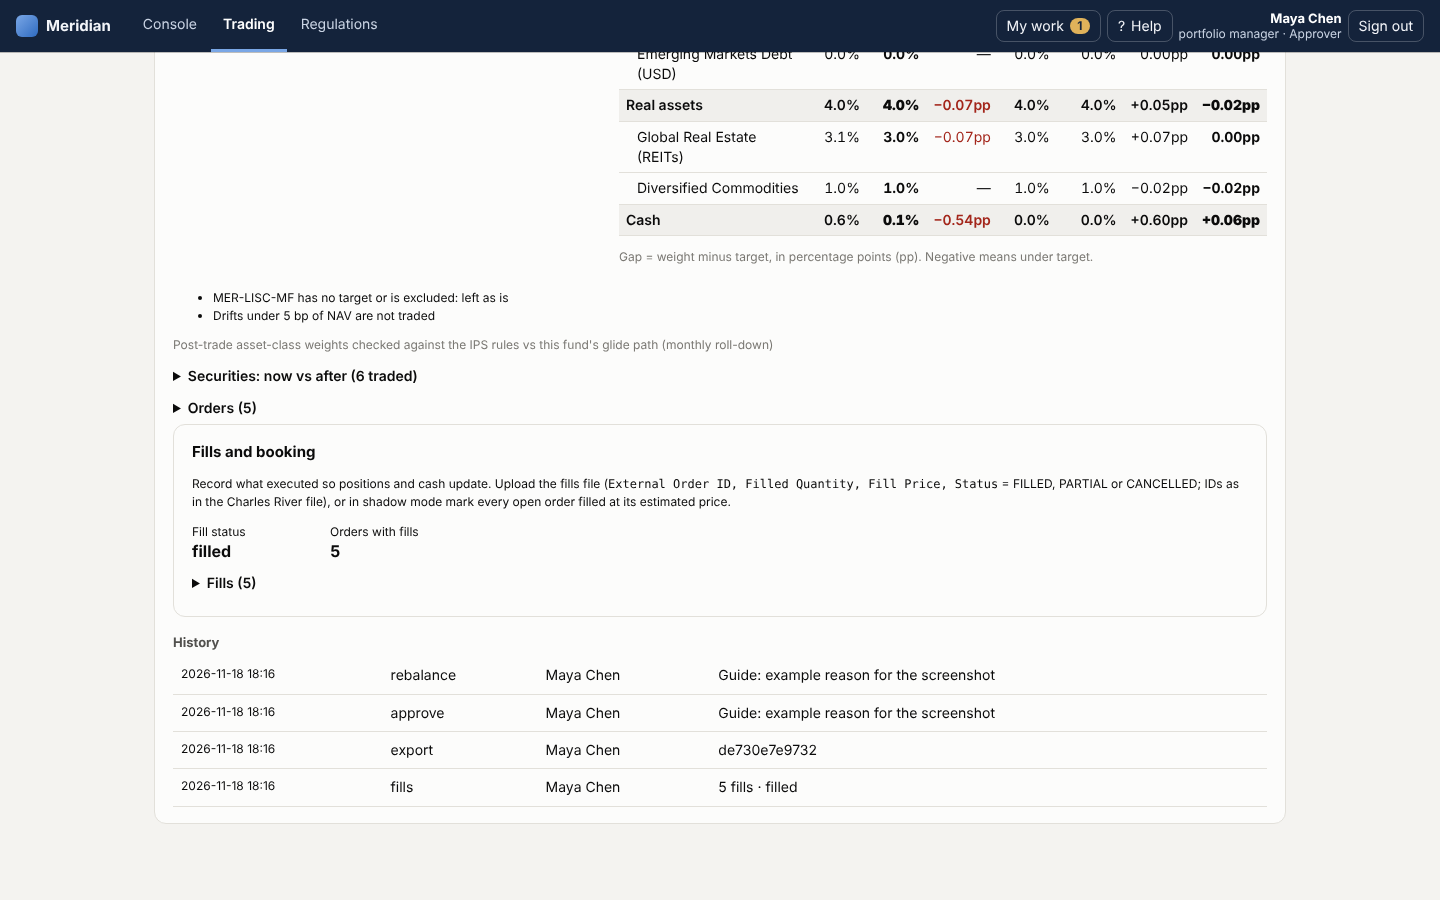 Meridian Console Trading Regulations My work 1 ? Help Maya Chen Sign out
portfolio manager · Approver
Emerging Markets Debt 0.0% 0.0% — 0.0% 0.0% 0.00pp 0.00pp
(USD)
Real assets 4.0% 4.0% −0.07pp 4.0% 4.0% +0.05pp −0.02pp
Global Real Estate 3.1% 3.0% −0.07pp 3.0% 3.0% +0.07pp 0.00pp
(REITs)
Diversified Commodities 1.0% 1.0% — 1.0% 1.0% −0.02pp −0.02pp
Cash 0.6% 0.1% −0.54pp 0.0% 0.0% +0.60pp +0.06pp
Gap = weight minus target, in percentage points (pp). Negative means under target.
• MER-LISC-MF has no target or is excluded: left as is
• Drifts under 5 bp of NAV are not traded
Post-trade asset-class weights checked against the IPS rules vs this fund's glide path (monthly roll-down)
▶ Securities: now vs after (6 traded)
▶ Orders (5)
Fills and booking
Record what executed so positions and cash update. Upload the fills file (External Order ID, Filled Quantity, Fill Price, Status = FILLED, PARTIAL or CANCELLED; IDs as
in the Charles River file), or in shadow mode mark every open order filled at its estimated price.
Fill status Orders with fills
filled 5
▶ Fills (5)
History
2026-11-18 18:16 rebalance Maya Chen Guide: example reason for the screenshot
2026-11-18 18:16 approve Maya Chen Guide: example reason for the screenshot
2026-11-18 18:16 export Maya Chen de730e7e9732
2026-11-18 18:16 fills Maya Chen 5 fills · filled